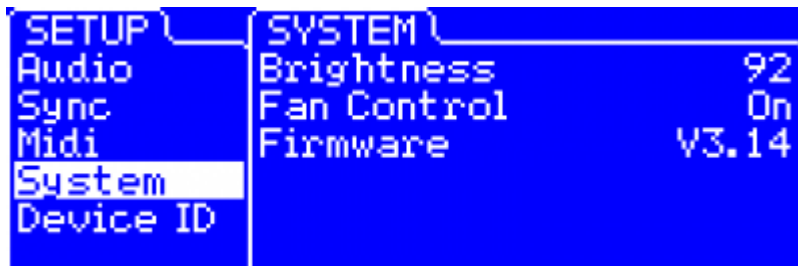 SETUP
Audio
Sync
Midi
System
Device ID
SYSTEM
Brightness 92
Fan Control On
Firmware V3.14